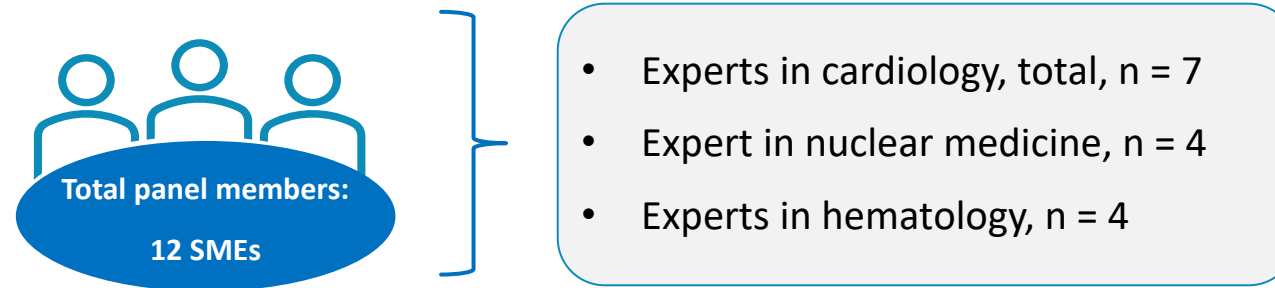 Total panel members:
12 SMEs
• Experts in cardiology, total, n = 7
• Expert in nuclear medicine, n = 4
• Experts in hematology, n = 4